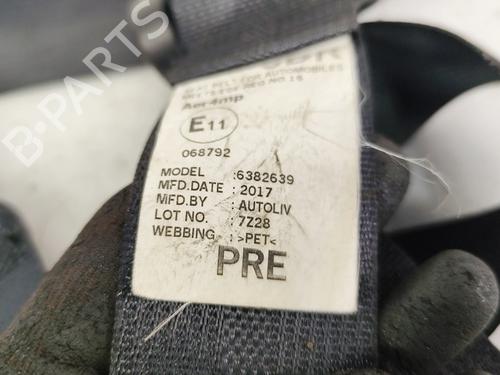 Aer4mp
E11
068792
MODEL :6382639
MFD.DATE : 2017
MFD.BY : AUTOLIV
LOT NO. : 7Z28
WEBBING : >PET<
PRE
B-PARTS